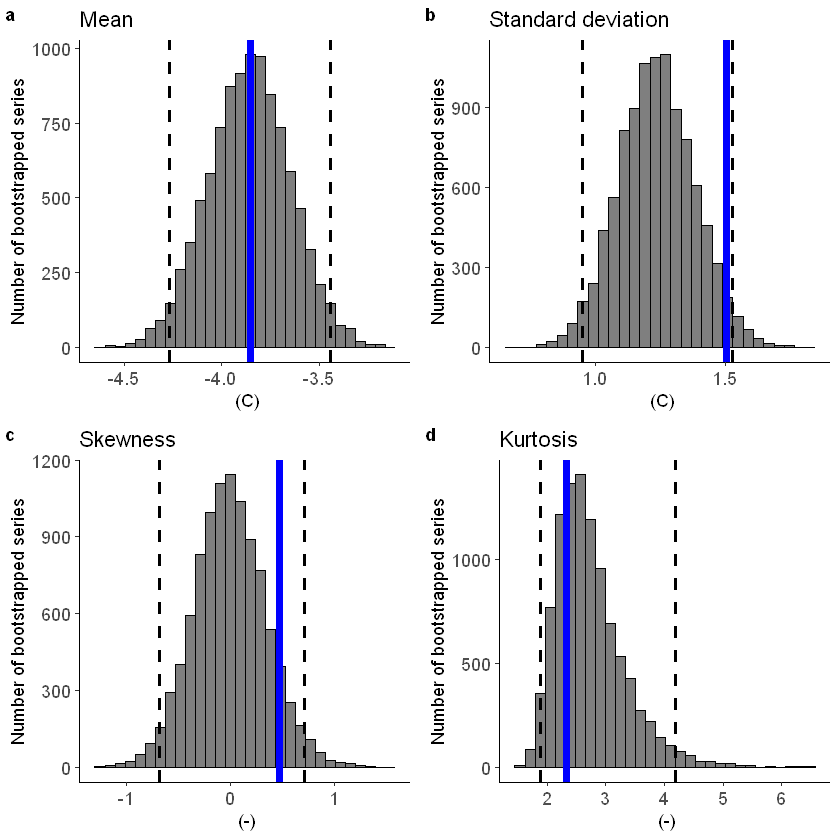 a Mean
Number of bootstrapped series
1000
750
500
250
0
-4.5 -4.0 -3.5
(C)
b Standard deviation
Number of bootstrapped series
900
600
300
0
1.0 1.5
(C)
c Skewness
Number of bootstrapped series
1200
900
600
300
0
-1 0 1
(-)
d Kurtosis
Number of bootstrapped series
1000
500
0
2 3 4 5 6
(-)